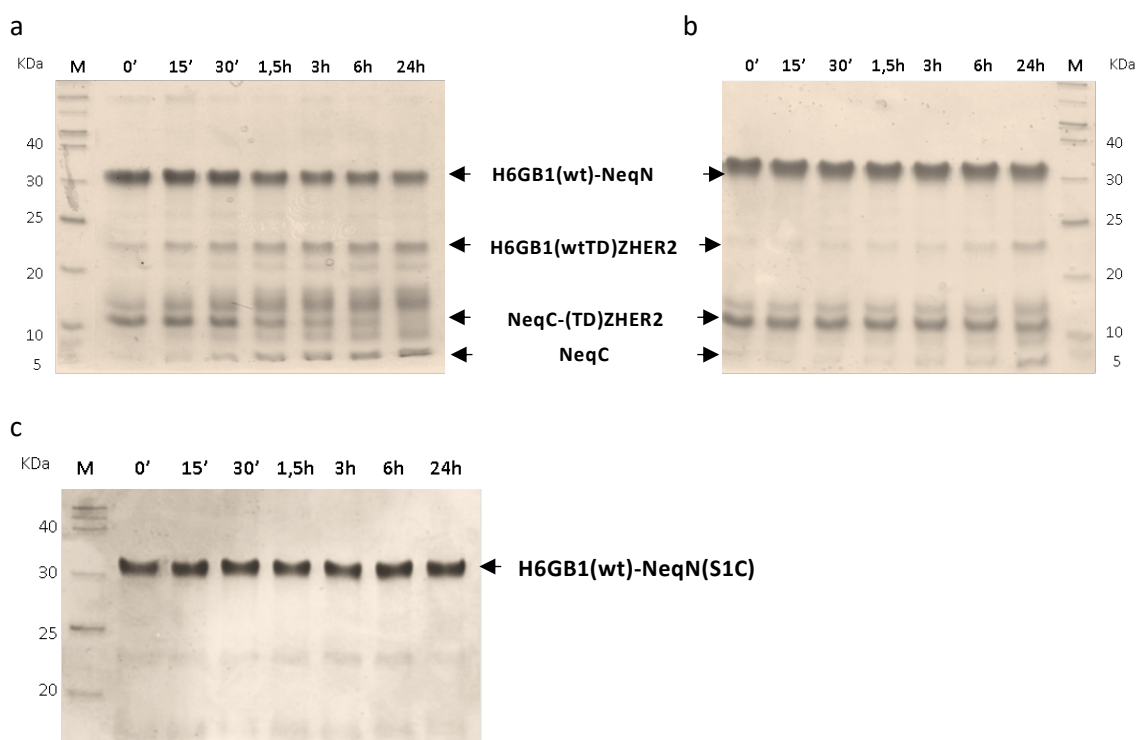 a
KDa M 0’ 15’ 30’ 1,5h 3h 6h 24h
40
30
25
20
10
5
H6GB1(wt)-NeqN
H6GB1(wtTD)ZHER2
NeqC-(TD)ZHER2
NeqC
b
0’ 15’ 30’ 1,5h 3h 6h 24h M KDa
40
30
25
20
10
5
c
KDa M 0’ 15’ 30’ 1,5h 3h 6h 24h
40
30
25
20
H6GB1(wt)-NeqN(S1C)